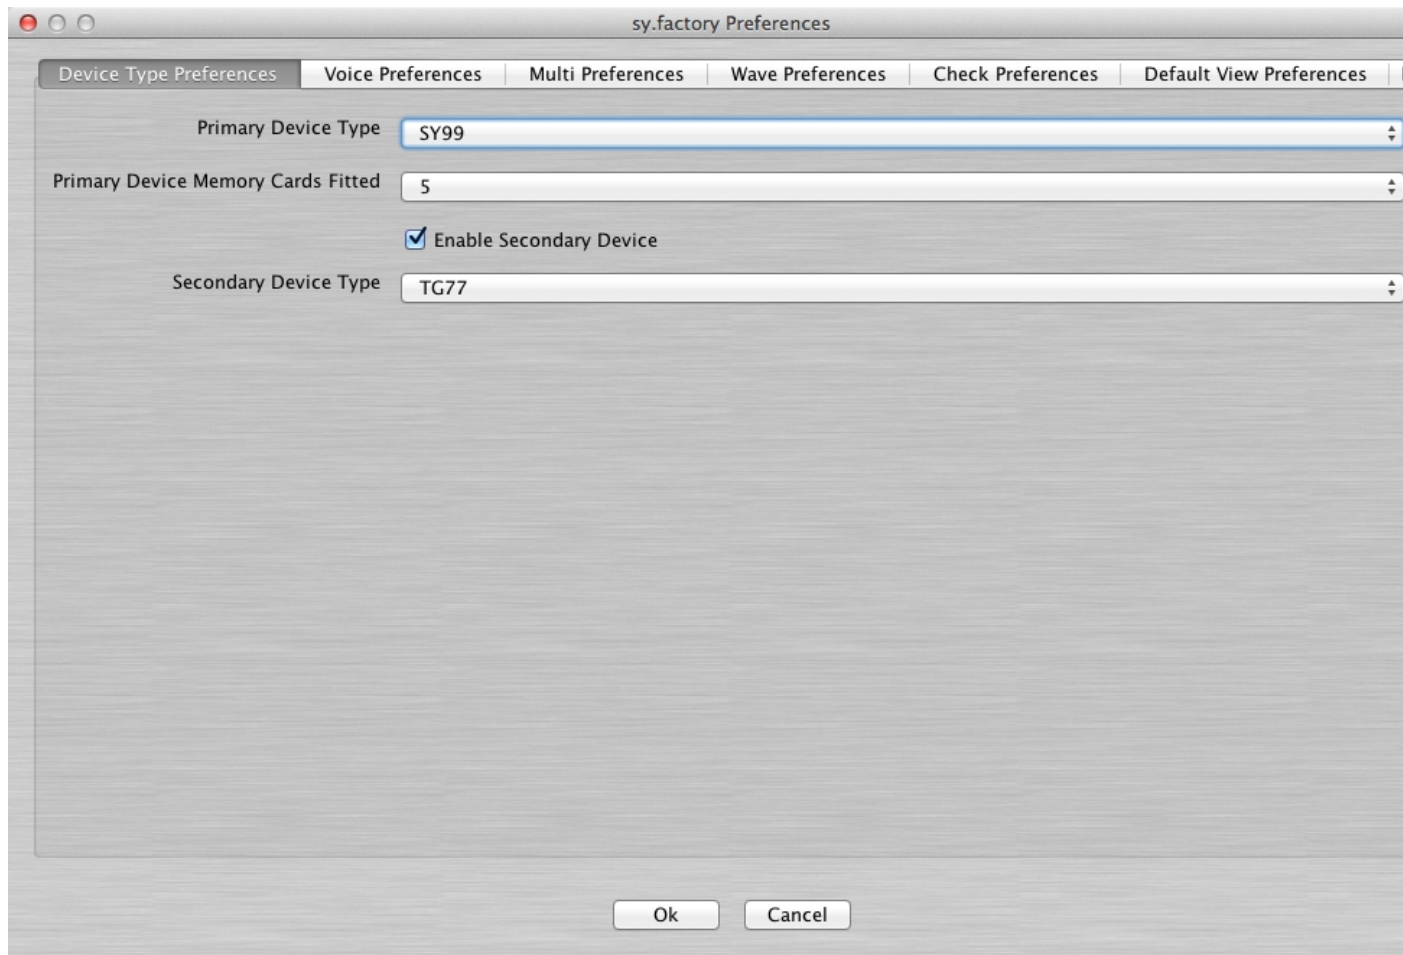 sy.factory Preferences
Device Type Preferences Voice Preferences Multi Preferences Wave Preferences Check Preferences Default View Preferences
Primary Device Type SY99
Primary Device Memory Cards Fitted 5
Enable Secondary Device
Secondary Device Type TG77
Ok Cancel